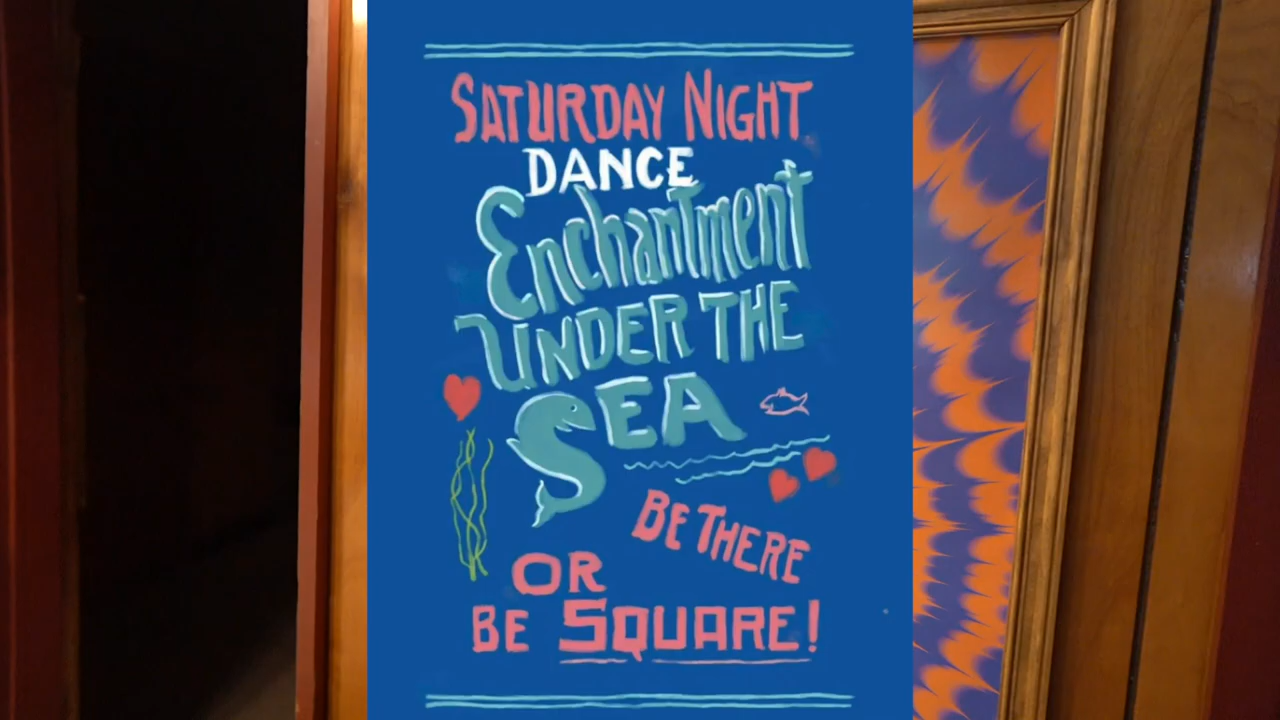 SATURDAY NIGHT
DANCE
Enchantment
UNDER THE
SEA
BE THERE
OR
BE SQUARE!